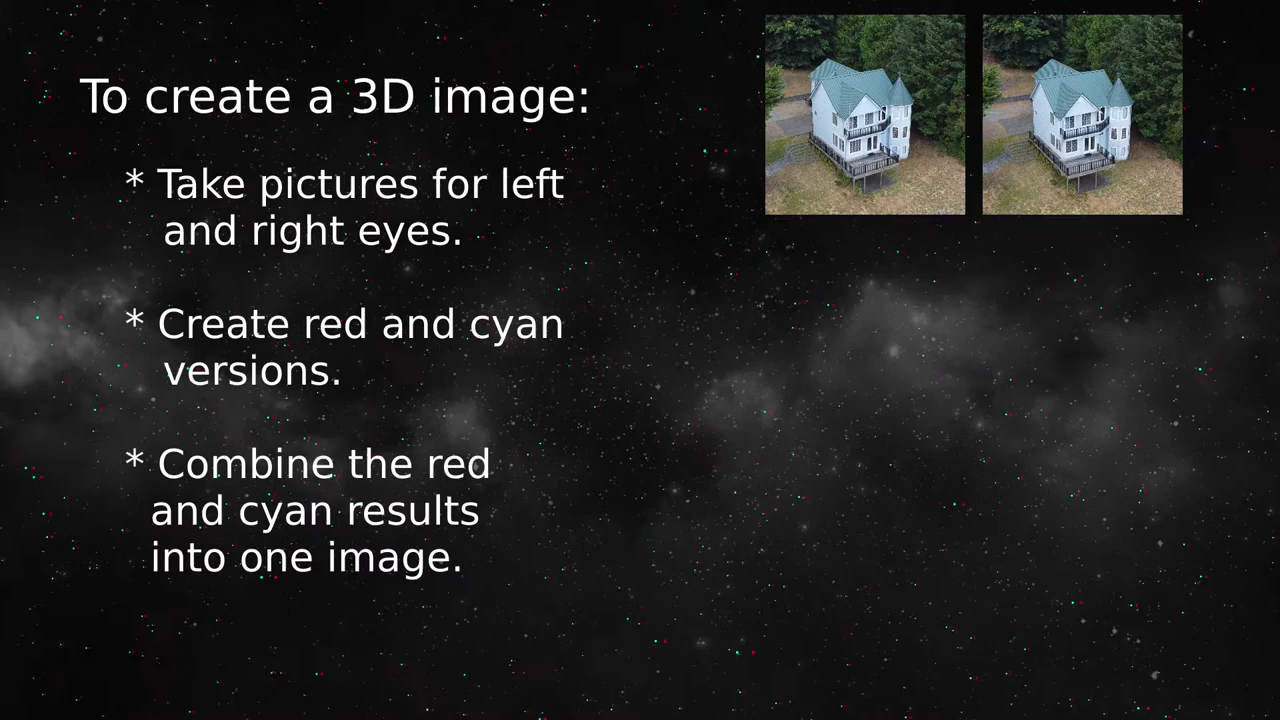 To create a 3D image:
* Take pictures for left
and right eyes.
* Create red and cyan
versions.
* Combine the red
and cyan results
into one image.